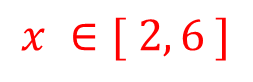 x ∈ [ 2, 6 ]